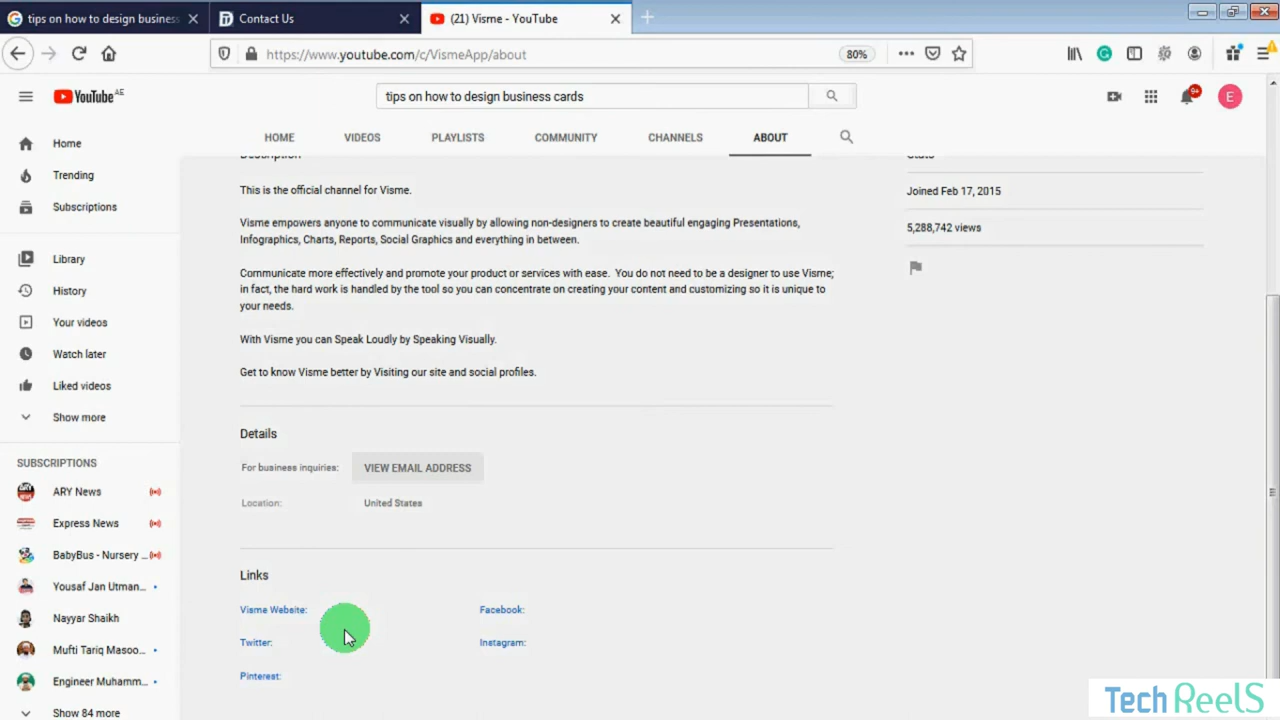 tips on how to design business
Contact Us
(21) Visme - YouTube
https://www.youtube.com/c/VismeApp/about
80%
YouTube AE
tips on how to design business cards
9+
E
HOME
VIDEOS
PLAYLISTS
COMMUNITY
CHANNELS
ABOUT
Home
Trending
Subscriptions
Library
History
Your videos
Watch later
Liked videos
Show more
SUBSCRIPTIONS
ARY News
Express News
BabyBus - Nursery ...
Yousaf Jan Utman...
Nayyar Shaikh
Mufti Tariq Masoo...
Engineer Muhamm...
Show 84 more
Description
This is the official channel for Visme.
Visme empowers anyone to communicate visually by allowing non-designers to create beautiful engaging Presentations,
Infographics, Charts, Reports, Social Graphics and everything in between.
Communicate more effectively and promote your product or services with ease. You do not need to be a designer to use Visme;
in fact, the hard work is handled by the tool so you can concentrate on creating your content and customizing so it is unique to
your needs.
With Visme you can Speak Loudly by Speaking Visually.
Get to know Visme better by Visiting our site and social profiles.
Details
For business inquiries: VIEW EMAIL ADDRESS
Location: United States
Links
Visme Website: Facebook:
Twitter: Instagram:
Pinterest:
Stats
Joined Feb 17, 2015
5,288,742 views
Tech ReelS